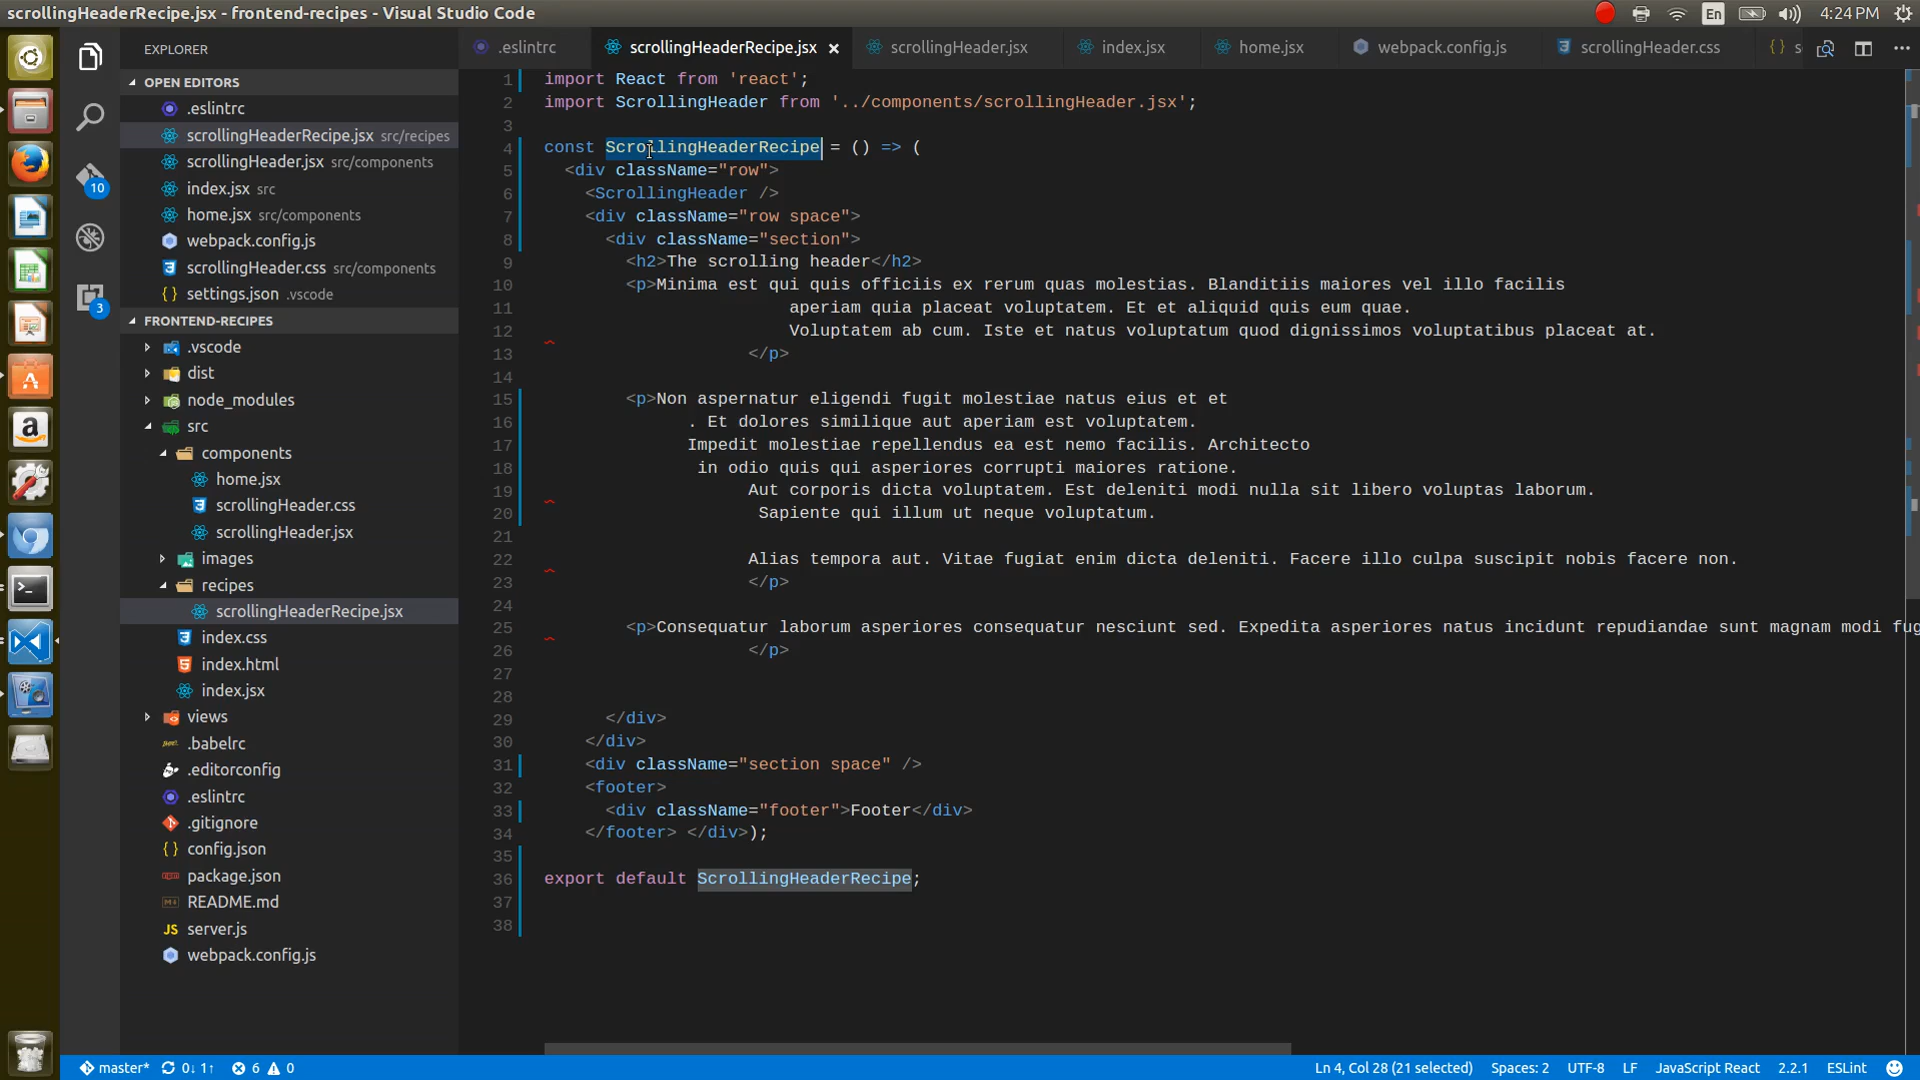 scrollingHeaderRecipe.jsx - frontend-recipes - Visual Studio Code
En
4:24 PM
EXPLORER
.eslintrc
scrollingHeaderRecipe.jsx ×
scrollingHeader.jsx
index.jsx
home.jsx
webpack.config.js
scrollingHeader.css
{} s
OPEN EDITORS
.eslintrc
scrollingHeaderRecipe.jsx src/recipes
scrollingHeader.jsx src/components
index.jsx src
home.jsx src/components
webpack.config.js
scrollingHeader.css src/components
{} settings.json .vscode
10
3
FRONTEND-RECIPES
.vscode
dist
node_modules
src
components
home.jsx
scrollingHeader.css
scrollingHeader.jsx
images
recipes
scrollingHeaderRecipe.jsx
index.css
index.html
index.jsx
views
.babelrc
.editorconfig
.eslintrc
.gitignore
{} config.json
package.json
README.md
JS server.js
webpack.config.js
1 import React from 'react';
2 import ScrollingHeader from '../components/scrollingHeader.jsx';
3
4 const ScrollingHeaderRecipe = () => (
5 <div className="row">
6 <ScrollingHeader />
7 <div className="row space">
8 <div className="section">
9 <h2>The scrolling header</h2>
10 <p>Minima est qui quis officiis ex rerum quas molestias. Blanditiis maiores vel illo facilis
11 aperiam quia placeat voluptatem. Et et aliquid quis eum quae.
12 Voluptatem ab cum. Iste et natus voluptatum quod dignissimos voluptatibus placeat at.
13 </p>
14
15 <p>Non aspernatur eligendi fugit molestiae natus eius et et
16 . Et dolores similique aut aperiam est voluptatem.
17 Impedit molestiae repellendus ea est nemo facilis. Architecto
18 in odio quis qui asperiores corrupti maiores ratione.
19 Aut corporis dicta voluptatem. Est deleniti modi nulla sit libero voluptas laborum.
20 Sapiente qui illum ut neque voluptatum.
21
22 Alias tempora aut. Vitae fugiat enim dicta deleniti. Facere illo culpa suscipit nobis facere non.
23 </p>
24
25 <p>Consequatur laborum asperiores consequatur nesciunt sed. Expedita asperiores natus incidunt repudiandae sunt magnam modi fug
26 </p>
27
28
29 </div>
30 </div>
31 <div className="section space" />
32 <footer>
33 <div className="footer">Footer</div>
34 </footer> </div>);
35
36 export default ScrollingHeaderRecipe;
37
38
master* 0↓ 1↑ 6 0
Ln 4, Col 28 (21 selected) Spaces: 2 UTF-8 LF JavaScript React 2.2.1 ESLint